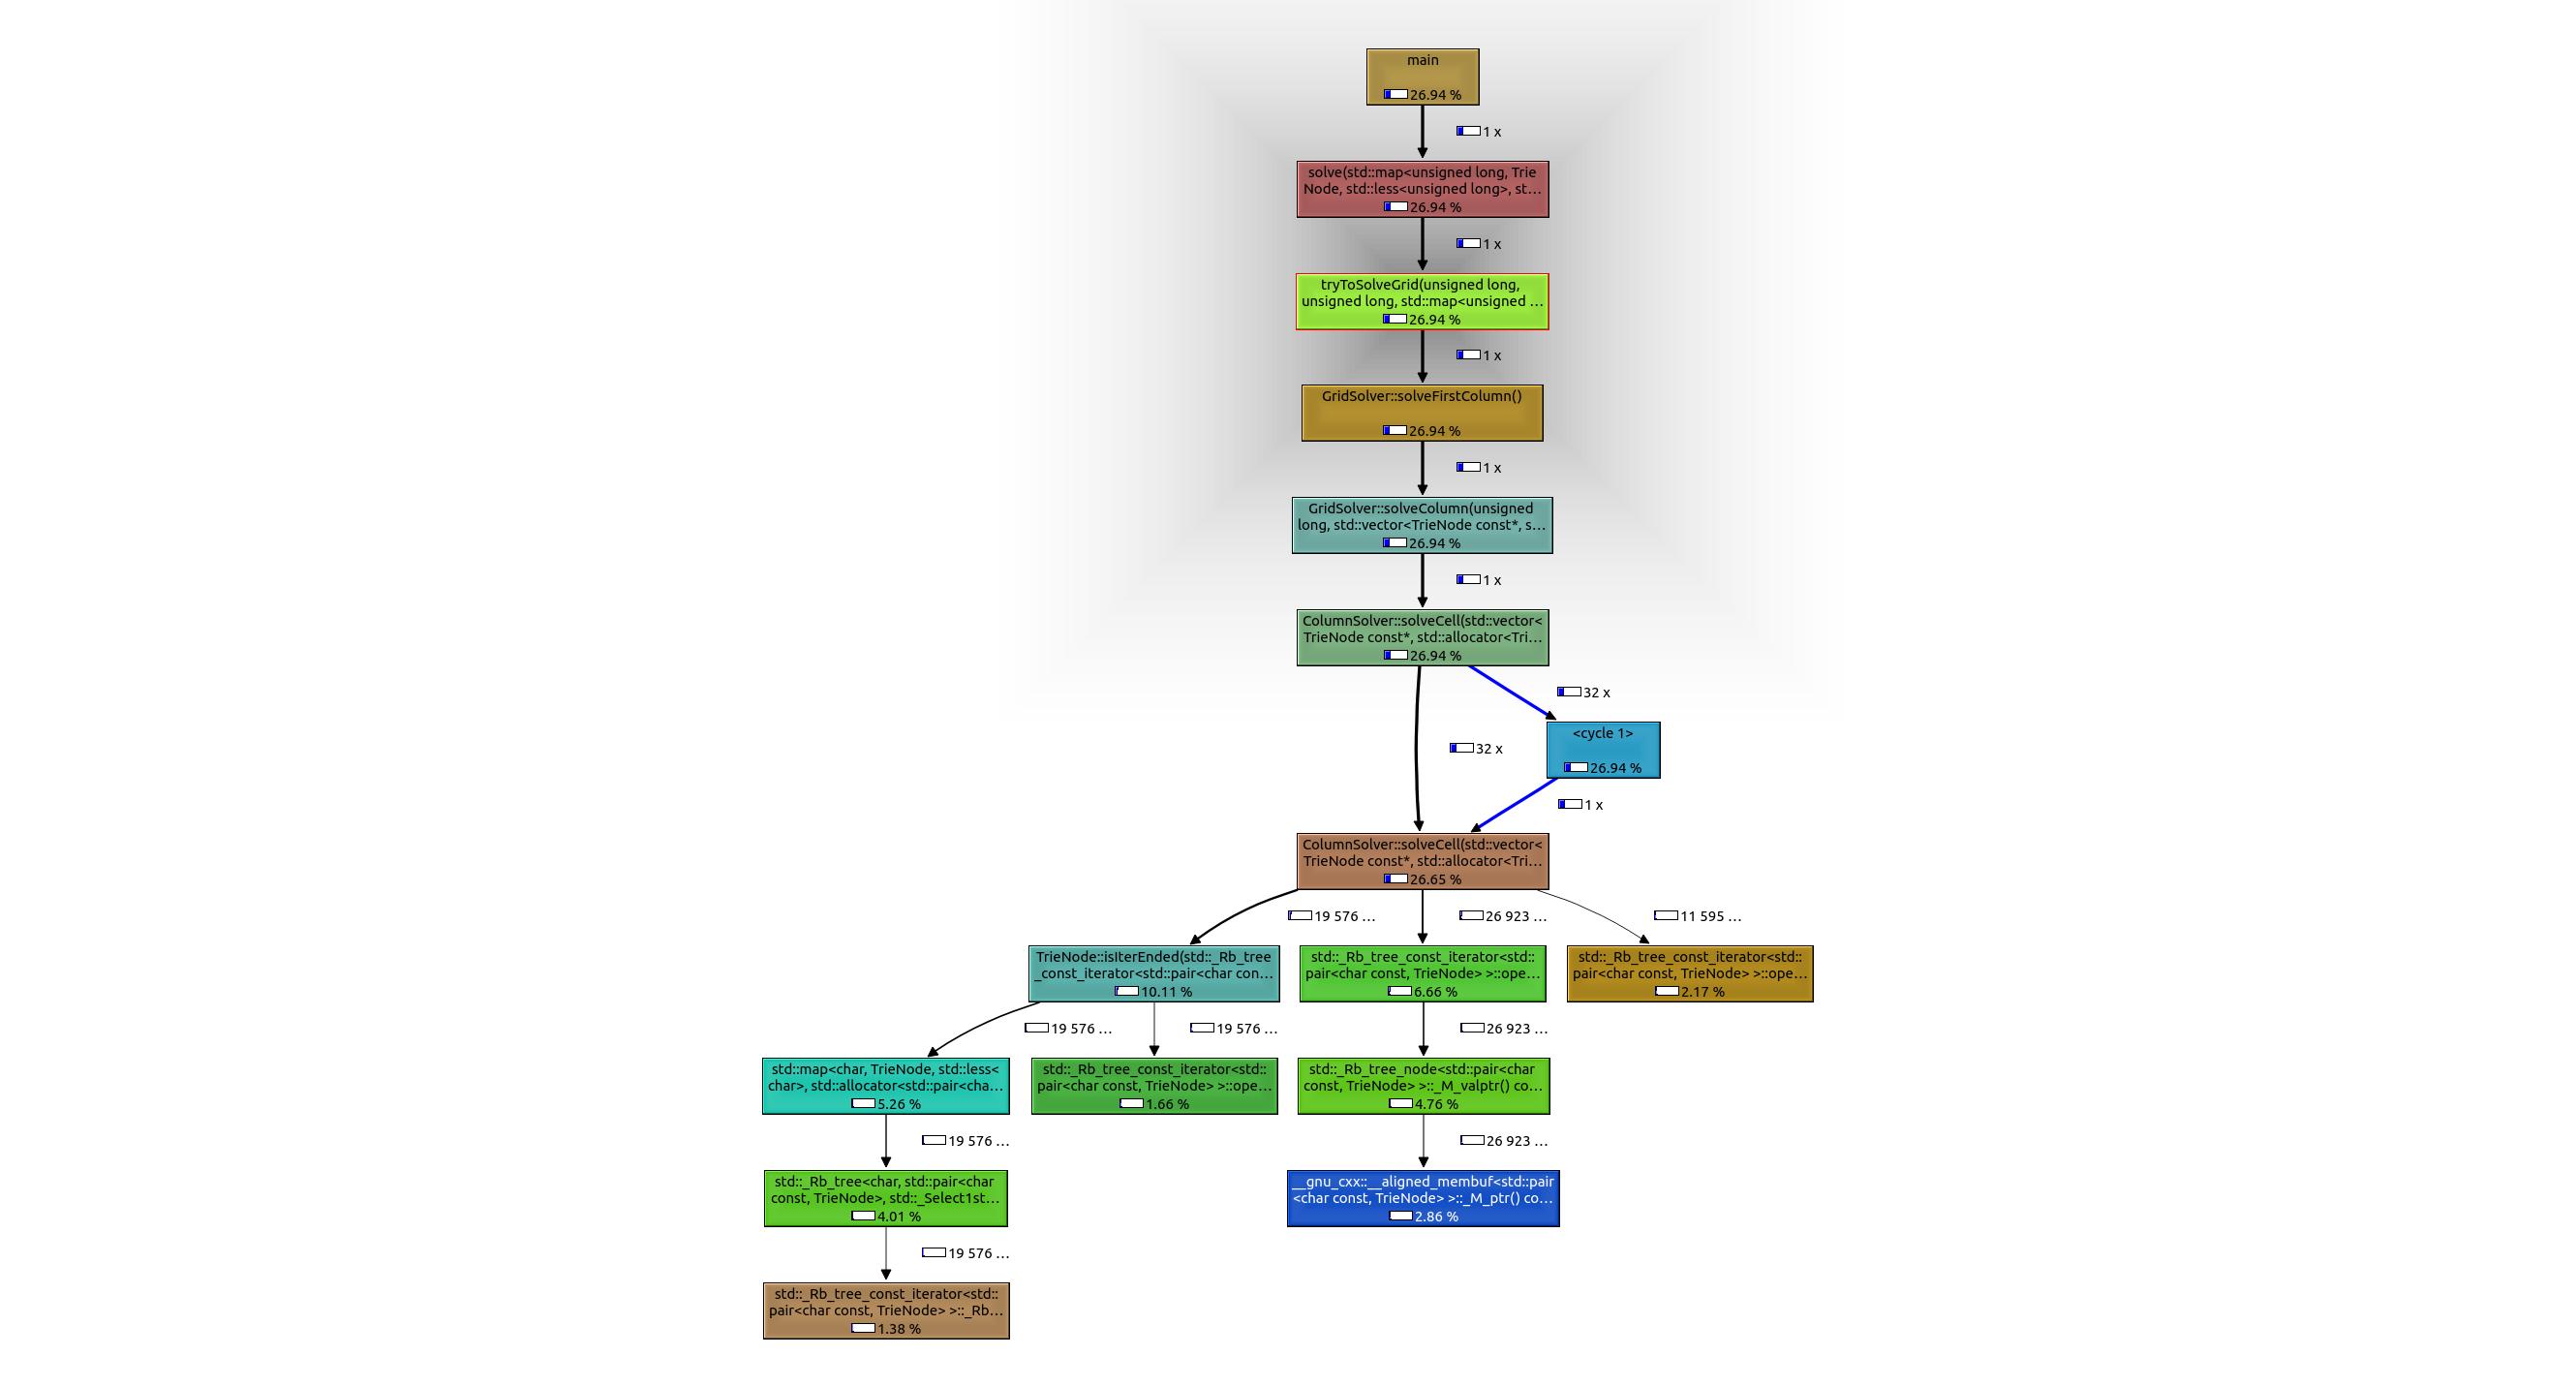 main
26.94 %
1 x
solve(std::map<unsigned long, Trie
Node, std::less<unsigned long>, st...
26.94 %
1 x
tryToSolveGrid(unsigned long,
unsigned long, std::map<unsigned ...
26.94 %
1 x
GridSolver::solveFirstColumn()
26.94 %
1 x
GridSolver::solveColumn(unsigned
long, std::vector<TrieNode const*, s...
26.94 %
1 x
ColumnSolver::solveCell(std::vector<
TrieNode const*, std::allocator<Tri...
26.94 %
32 x
<cycle 1>
26.94 %
32 x
1 x
ColumnSolver::solveCell(std::vector<
TrieNode const*, std::allocator<Tri...
26.65 %
19 576 ...
26 923 ...
11 595 ...
TrieNode::isIterEnded(std::_Rb_tree
_const_iterator<std::pair<char con...
10.11 %
std::_Rb_tree_const_iterator<std::
pair<char const, TrieNode> >::ope...
6.66 %
std::_Rb_tree_const_iterator<std::
pair<char const, TrieNode> >::ope...
2.17 %
19 576 ...
19 576 ...
26 923 ...
std::map<char, TrieNode, std::less<
char>, std::allocator<std::pair<cha...
5.26 %
std::_Rb_tree_const_iterator<std::
pair<char const, TrieNode> >::ope...
1.66 %
std::_Rb_tree_node<std::pair<char
const, TrieNode> >::_M_valptr() co...
4.76 %
19 576 ...
26 923 ...
std::_Rb_tree<char, std::pair<char
const, TrieNode>, std::_Select1st...
4.01 %
__gnu_cxx::__aligned_membuf<std::pair
<char const, TrieNode> >::_M_ptr() co...
2.86 %
19 576 ...
std::_Rb_tree_const_iterator<std::
pair<char const, TrieNode> >::_Rb...
1.38 %